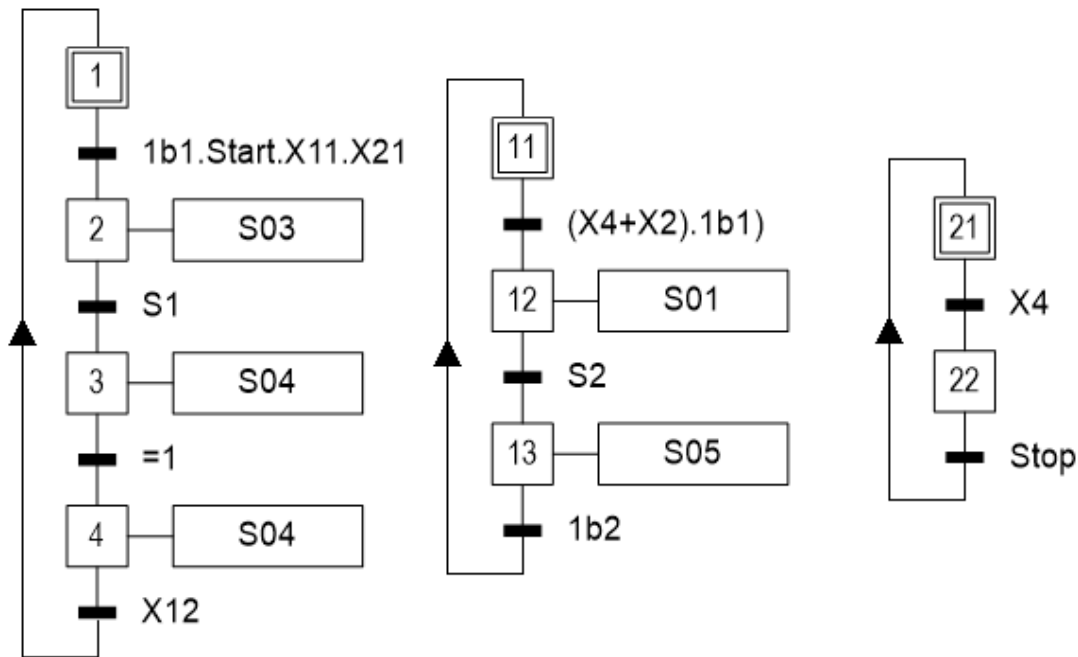 1
1b1.Start.X11.X21
2
S03
S1
3
S04
=1
4
S04
X12
11
(X4+X2).1b1)
12
S01
S2
13
S05
1b2
21
X4
22
Stop